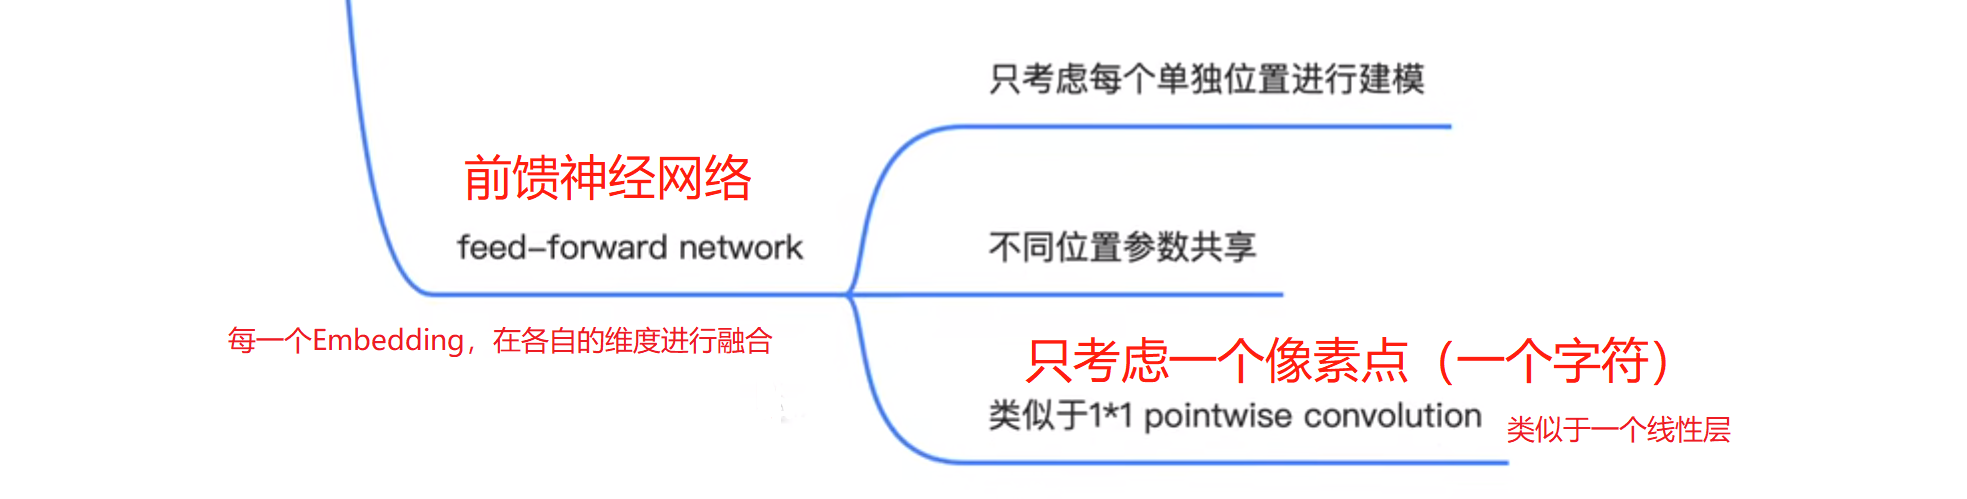 只考虑每个单独位置进行建模
前馈神经网络
feed-forward network
不同位置参数共享
每一个Embedding，在各自的维度进行融合
只考虑一个像素点（一个字符）
类似于1*1 pointwise convolution
类似于一个线性层